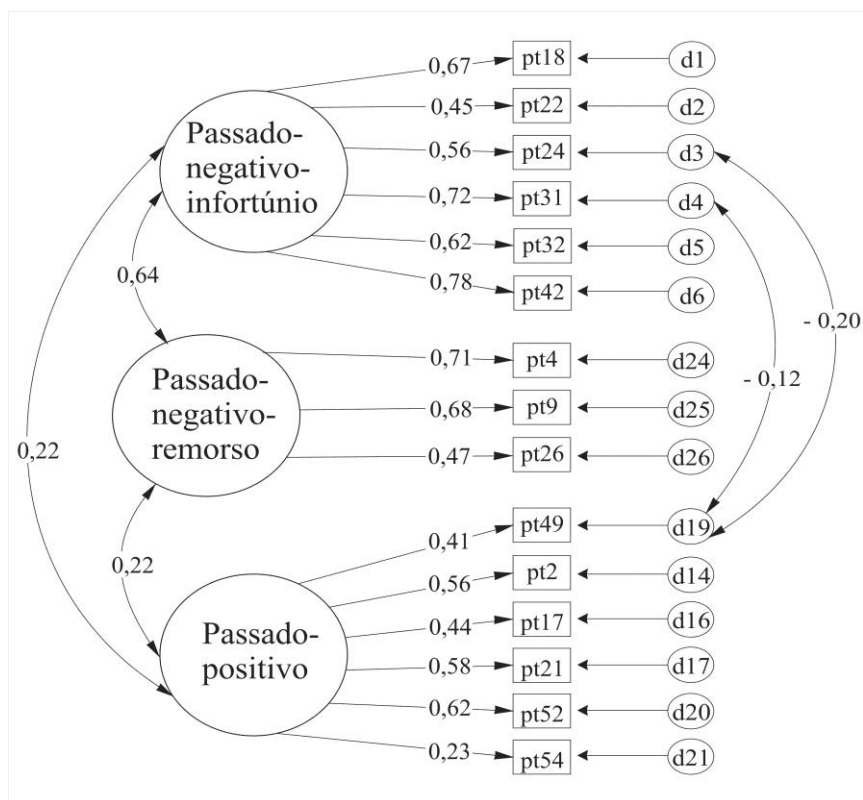 0,67 pt18 d1
Passado-
negativo-
infortúnio
0,45 pt22 d2
0,56 pt24 d3
0,72 pt31 d4
0,62 pt32 d5
0,78 pt42 d6
0,64
- 0,20
- 0,12
Passado-
negativo-
remorso
0,71 pt4 d24
0,68 pt9 d25
0,47 pt26 d26
0,22
0,22
Passado-
positivo
0,41 pt49 d19
0,56 pt2 d14
0,44 pt17 d16
0,58 pt21 d17
0,62 pt52 d20
0,23 pt54 d21